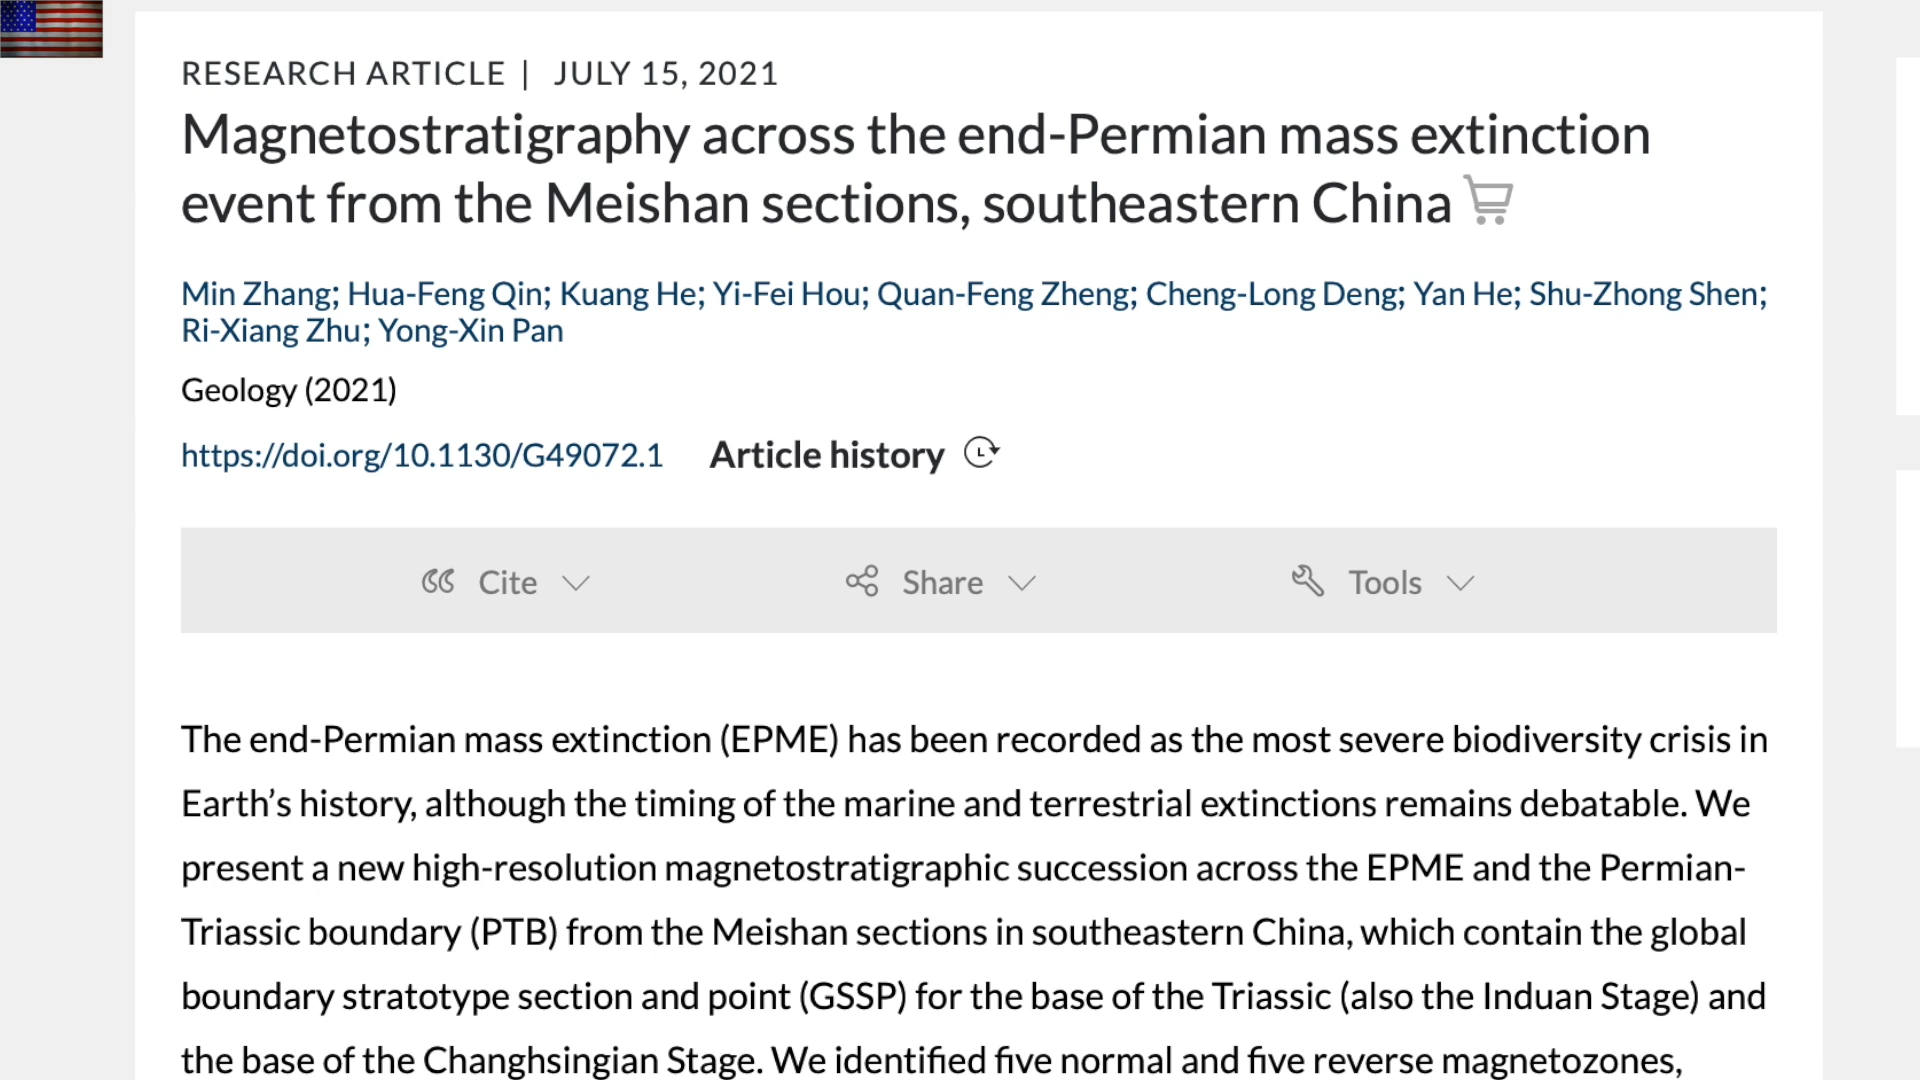 RESEARCH ARTICLE | JULY 15, 2021
Magnetostratigraphy across the end-Permian mass extinction
event from the Meishan sections, southeastern China
Min Zhang; Hua-Feng Qin; Kuang He; Yi-Fei Hou; Quan-Feng Zheng; Cheng-Long Deng; Yan He; Shu-Zhong Shen;
Ri-Xiang Zhu; Yong-Xin Pan
Geology (2021)
https://doi.org/10.1130/G49072.1 Article history
Cite Share Tools
The end-Permian mass extinction (EPME) has been recorded as the most severe biodiversity crisis in
Earth’s history, although the timing of the marine and terrestrial extinctions remains debatable. We
present a new high-resolution magnetostratigraphic succession across the EPME and the Permian-
Triassic boundary (PTB) from the Meishan sections in southeastern China, which contain the global
boundary stratotype section and point (GSSP) for the base of the Triassic (also the Induan Stage) and
the base of the Changhsingian Stage. We identified five normal and five reverse magnetozones,